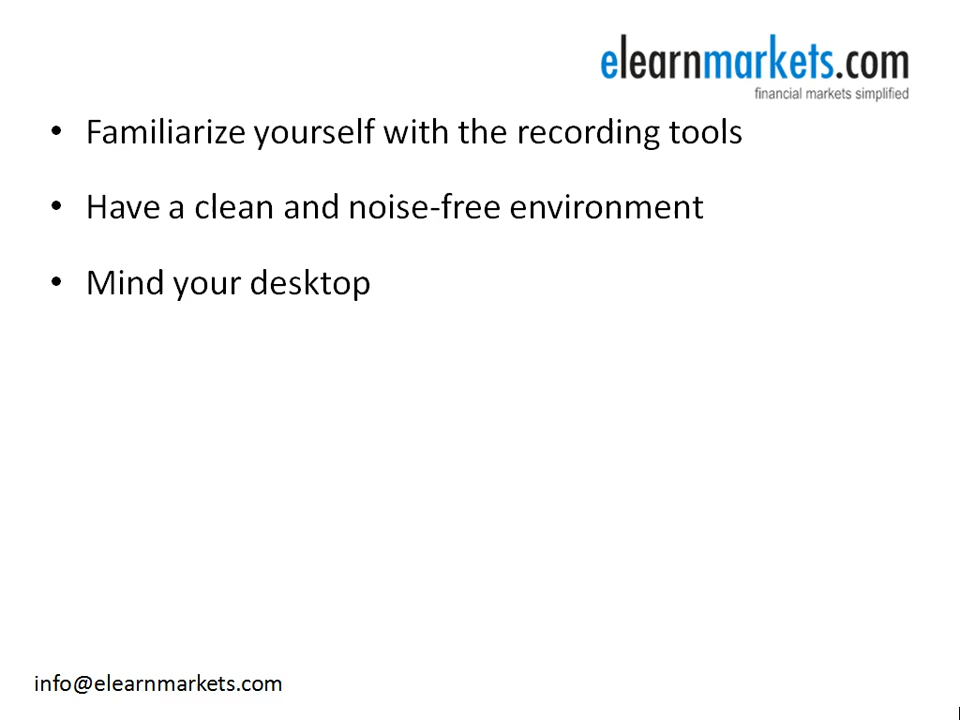 elearnmarkets.com
financial markets simplified
• Familiarize yourself with the recording tools
• Have a clean and noise-free environment
• Mind your desktop
info@elearnmarkets.com